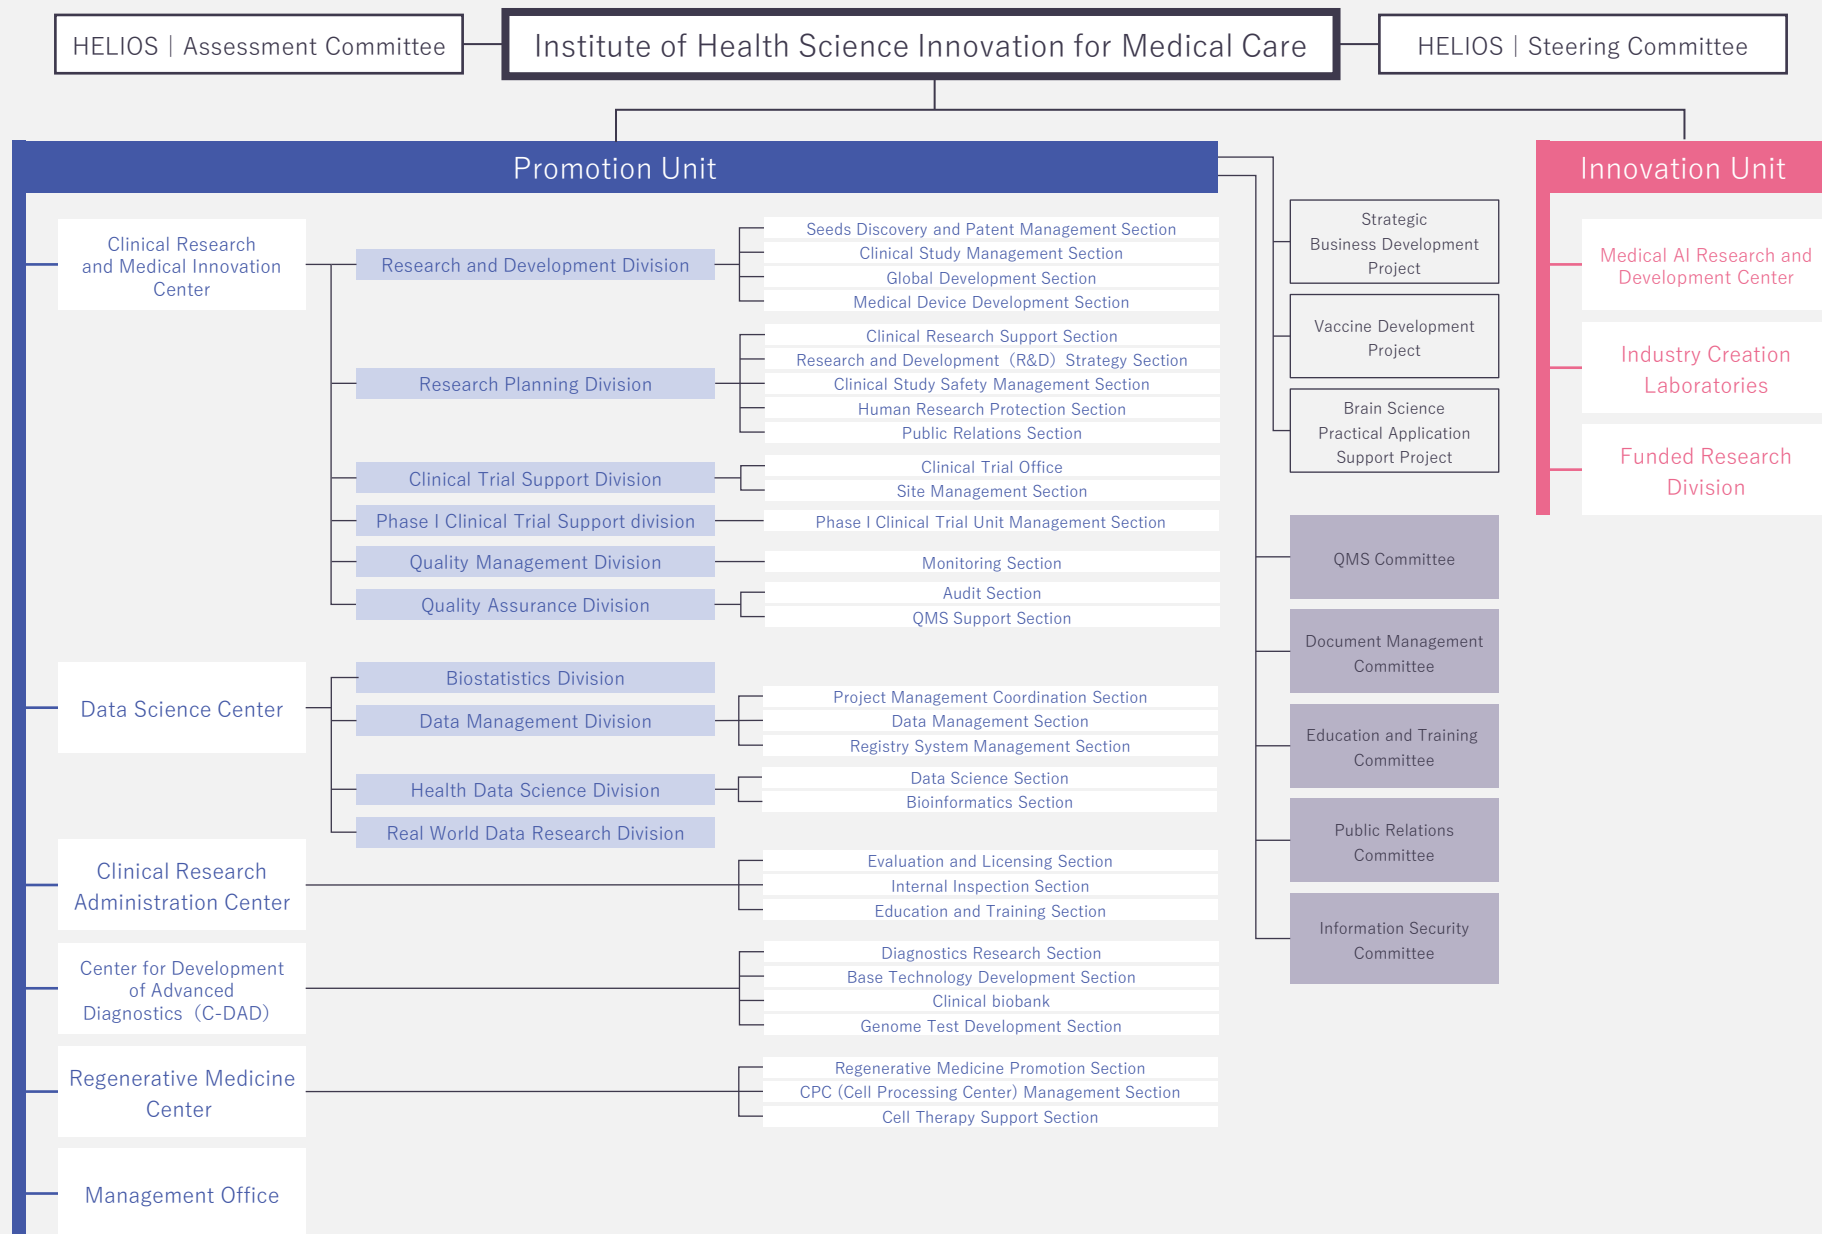 HELIOS｜Assessment Committee
Institute of Health Science Innovation for Medical Care
HELIOS｜Steering Committee
Promotion Unit
Clinical Research
and Medical Innovation
Center
Research and Development Division
Seeds Discovery and Patent Management Section
Clinical Study Management Section
Global Development Section
Medical Device Development Section
Research Planning Division
Clinical Research Support Section
Research and Development（R&D）Strategy Section
Clinical Study Safety Management Section
Human Research Protection Section
Public Relations Section
Clinical Trial Support Division
Clinical Trial Office
Site Management Section
Phase I Clinical Trial Support division
Phase I Clinical Trial Unit Management Section
Quality Management Division
Monitoring Section
Quality Assurance Division
Audit Section
QMS Support Section
Data Science Center
Biostatistics Division
Data Management Division
Project Management Coordination Section
Data Management Section
Registry System Management Section
Health Data Science Division
Data Science Section
Bioinformatics Section
Real World Data Research Division
Clinical Research
Administration Center
Evaluation and Licensing Section
Internal Inspection Section
Education and Training Section
Center for Development
of Advanced
Diagnostics（C-DAD）
Diagnostics Research Section
Base Technology Development Section
Clinical biobank
Genome Test Development Section
Regenerative Medicine
Center
Regenerative Medicine Promotion Section
CPC (Cell Processing Center) Management Section
Cell Therapy Support Section
Management Office
Strategic
Business Development
Project
Vaccine Development
Project
Brain Science
Practical Application
Support Project
QMS Committee
Document Management
Committee
Education and Training
Committee
Public Relations
Committee
Information Security
Committee
Innovation Unit
Medical AI Research and
Development Center
Industry Creation
Laboratories
Funded Research
Division